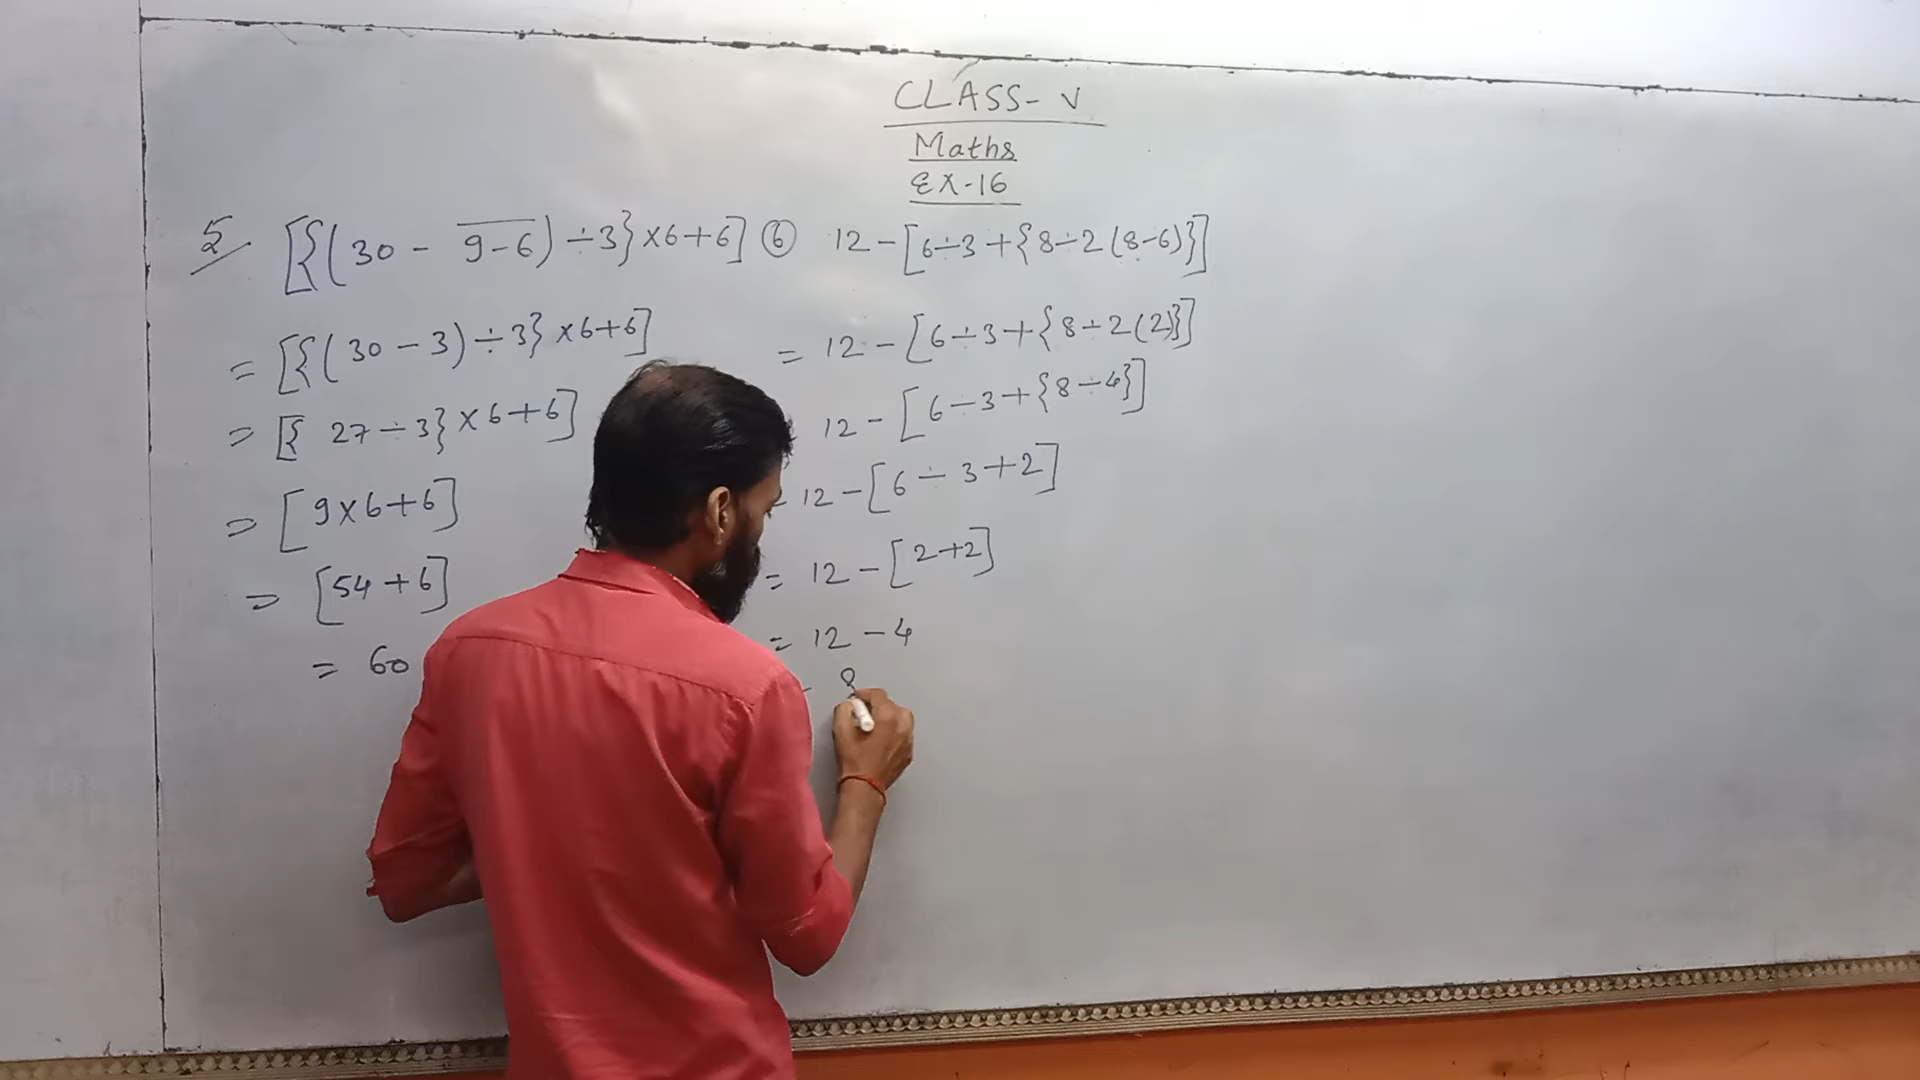 CLASS- V
Maths
EX-16
5. [{(30 - \overline{9-6}) ÷3}×6+6]
= [{(30-3)÷3}×6+6]
= [{ 27÷3}×6+6]
= [9×6+6]
= [54+6]
= 60
⑥ 12-[6÷3+{8÷2(8-6)}]
= 12-[6÷3+{8÷2(2)}]
12-[6÷3+{8÷4}]
= 12-[6÷3+2]
= 12-[2+2]
= 12-4
8